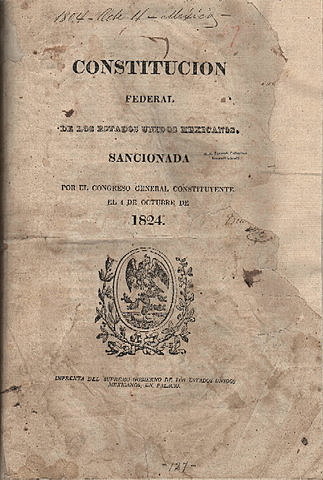 CONSTITUCION
FEDERAL
DE LOS ESTADOS UNIDOS MEXICANOS,
SANCIONADA
POR EL CONGRESO GENERAL CONSTITUYENTE
EL 4 DE OCTUBRE DE
1824.
IMPRENTA DEL SUPREMO GOBIERNO DE LOS ESTADOS UNIDOS
MEXICANOS, EN PALACIO.
-127-